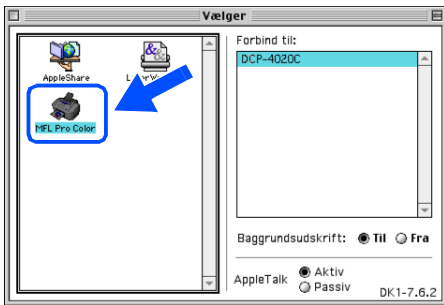 Vælger
AppleShare
MFL Pro Color
Forbind til:
DCP-4020C
Baggrundsudskrift: Til Fra
AppleTalk Aktiv
Passiv
DK1-7.6.2